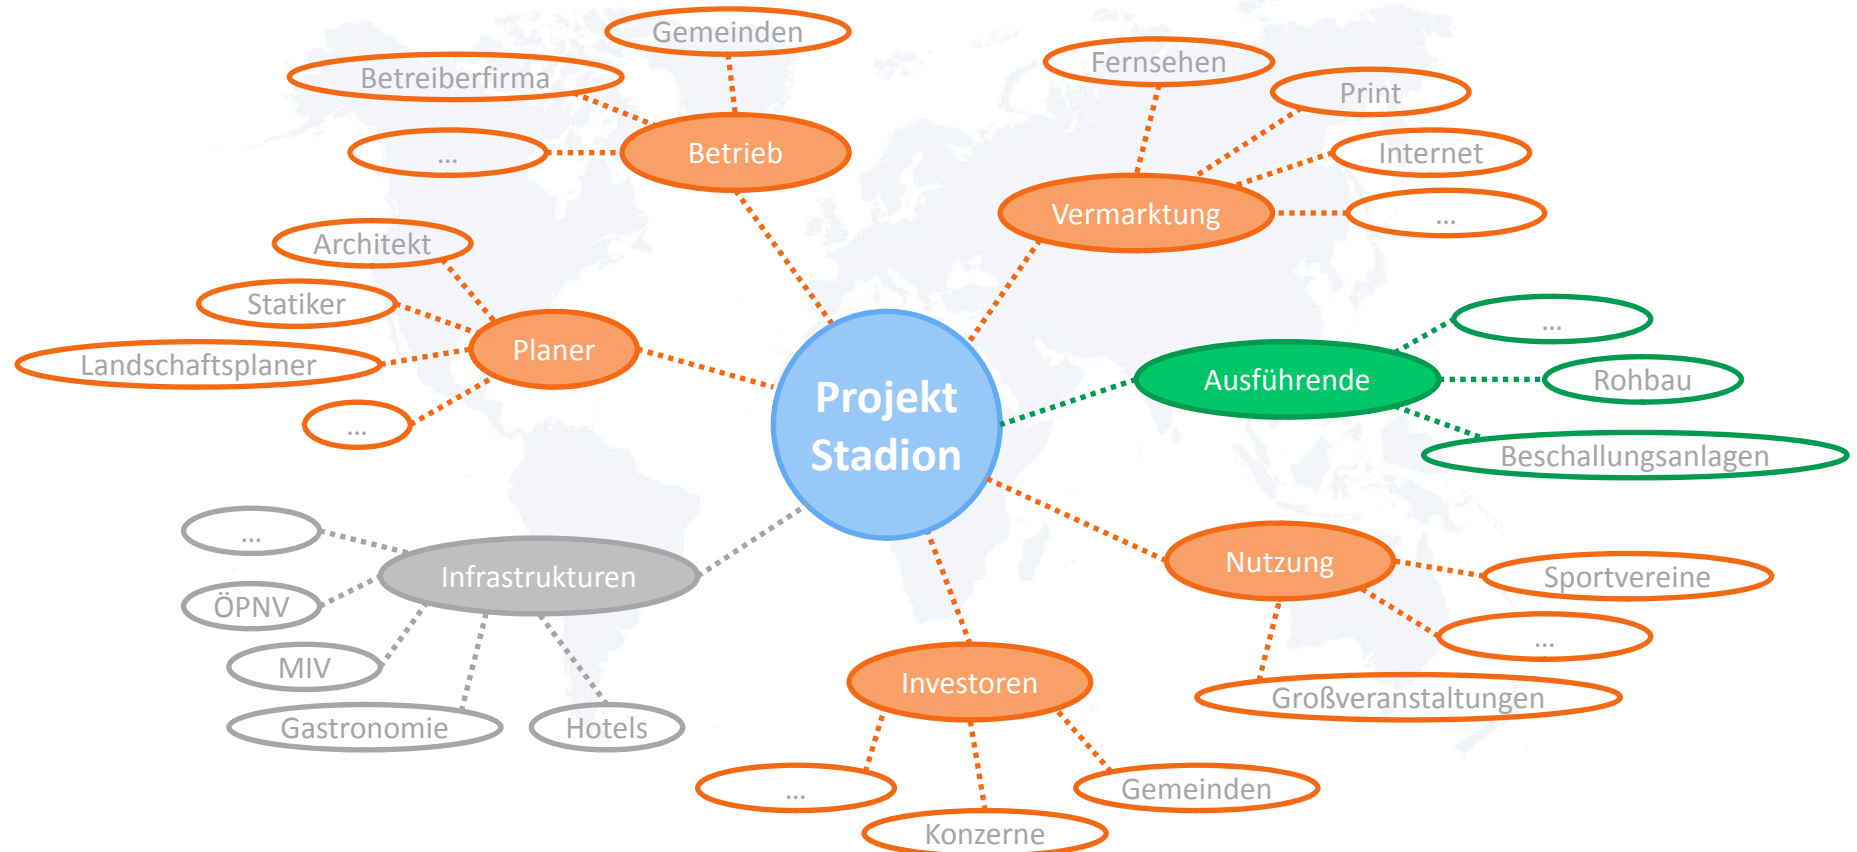 Gemeinden
Betreiberfirma
...
Betrieb
Fernsehen
Print
Internet
...
Vermarktung
Architekt
Statiker
Landschaftsplaner
...
Planer
Projekt
Stadion
...
Ausführende
Rohbau
Beschallungsanlagen
...
ÖPNV
MIV
Gastronomie
Hotels
Infrastrukturen
Nutzung
Sportvereine
...
Großveranstaltungen
Investoren
...
Konzerne
Gemeinden